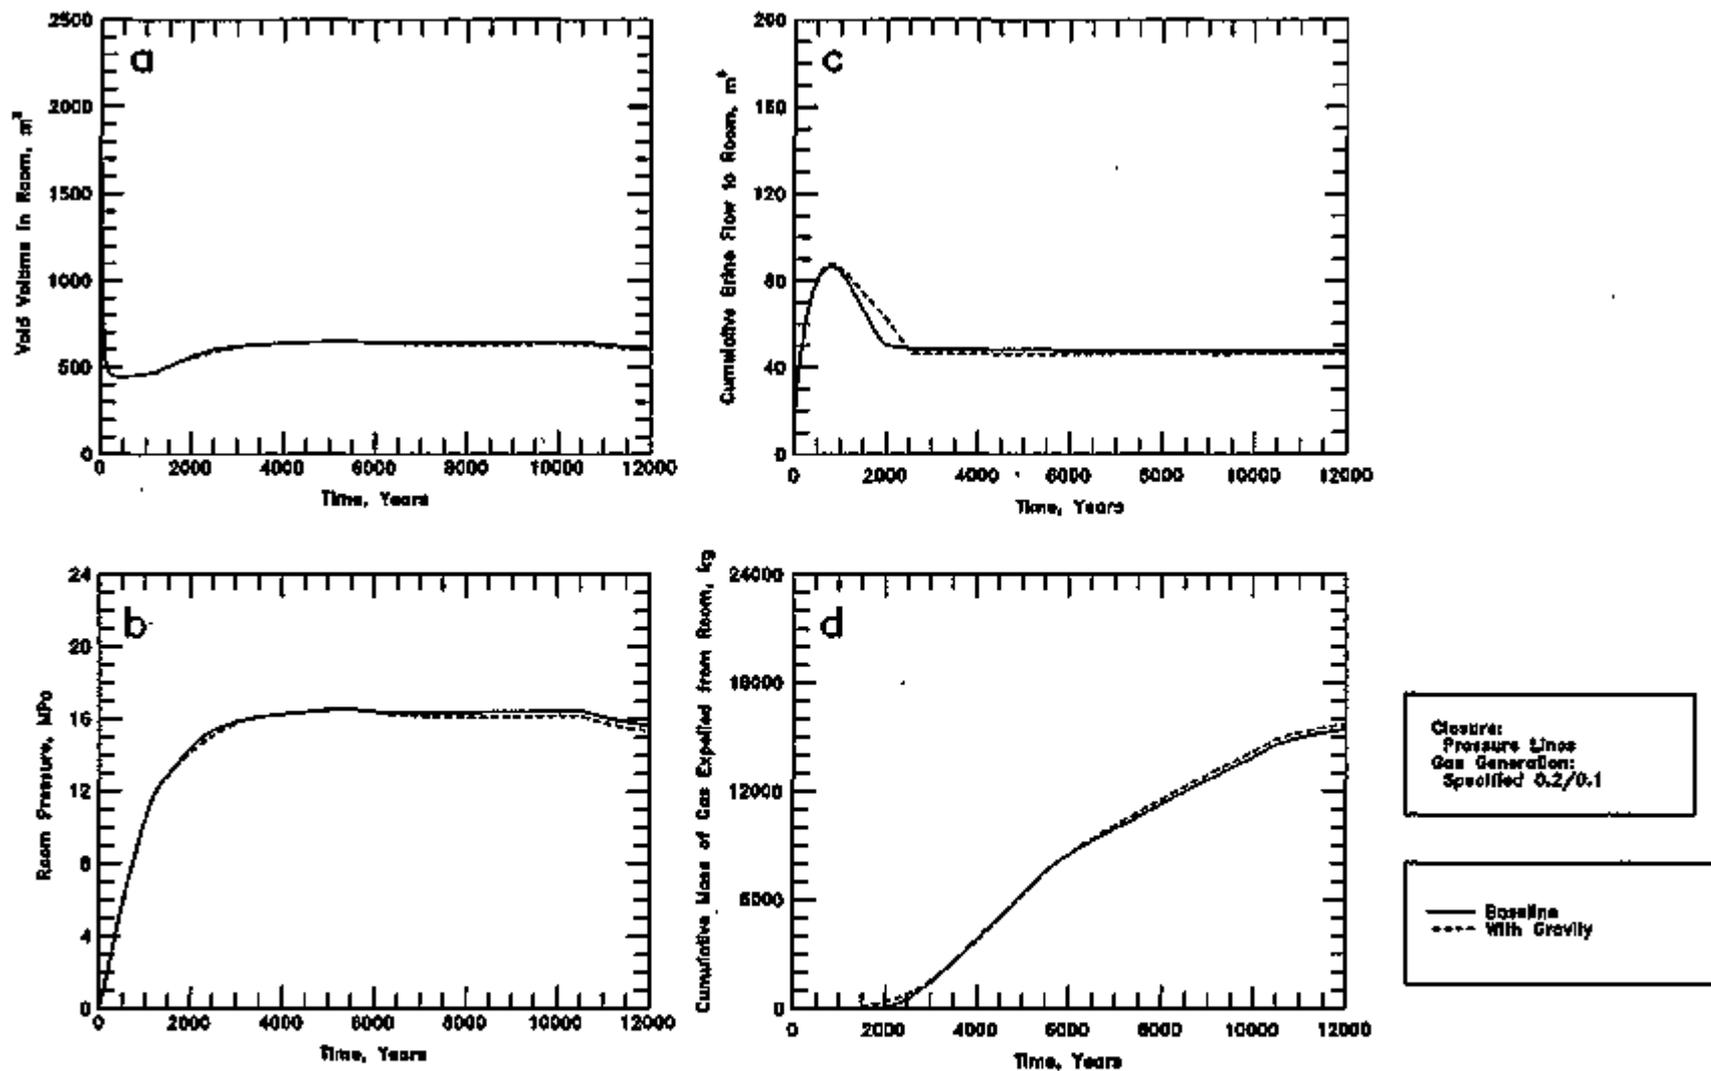 a
Void Volume in Room, m³
2500
2000
1500
1000
500
0
0 2000 4000 6000 8000 10000 12000
Time, Years
c
Cumulative Brine Flow to Room, m³
200
160
120
80
40
0
0 2000 4000 6000 8000 10000 12000
Time, Years
b
Room Pressure, MPa
24
20
16
12
8
4
0
0 2000 4000 6000 8000 10000 12000
Time, Years
d
Cumulative Mass of Gas Expelled from Room, kg
24000
18000
12000
6000
0
0 2000 4000 6000 8000 10000 12000
Time, Years
Closure:
Pressure Lines
Gas Generation:
Specified 0.2/0.1
Baseline
With Gravity